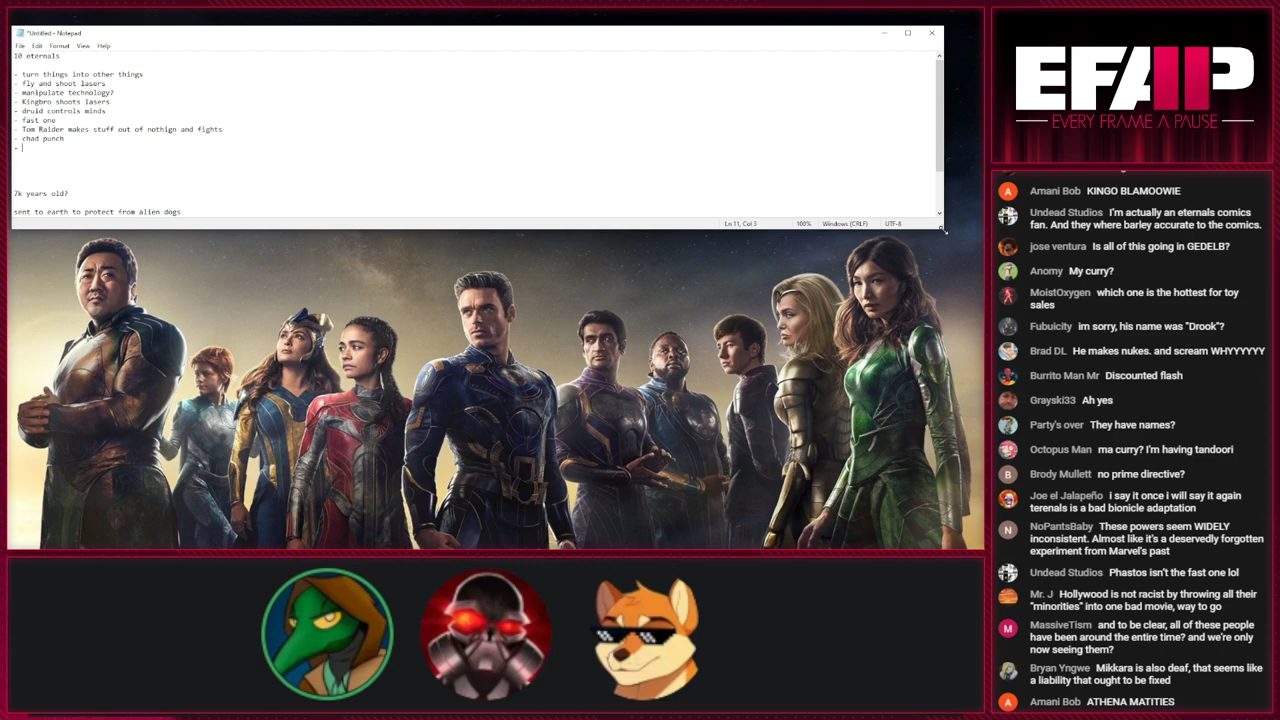 *Untitled - Notepad
File Edit Format View Help
10 eternals
- turn things into other things
- fly and shoot lasers
- manipulate technology?
- Kingbro shoots lasers
- druid controls minds
- fast one
- Tom Raider makes stuff out of nothign and fights
- chad punch
-
7k years old?
sent to earth to protect from alien dogs
Ln 11, Col 3 100% Windows (CRLF) UTF-8
EFAP
EVERY FRAME A PAUSE
Amani Bob KINGO BLAMOOWIE
Undead Studios I'm actually an eternals comics
fan. And they where barley accurate to the comics.
jose ventura Is all of this going in GEDELB?
Anomy My curry?
MoistOxygen which one is the hottest for toy
sales
Fubuicity im sorry, his name was "Drook"?
Brad DL He makes nukes. and scream WHYYYYYY
Burrito Man Mr Discounted flash
Grayski33 Ah yes
Party's over They have names?
Octopus Man ma curry? I'm having tandoori
Brody Mullett no prime directive?
Joe el Jalapeño i say it once i will say it again
terenals is a bad bionicle adaptation
N
NoPantsBaby These powers seem WIDELY
inconsistent. Almost like it's a deservedly forgotten
experiment from Marvel's past
Undead Studios Phastos isn't the fast one lol
Mr. J Hollywood is not racist by throwing all their
"minorities" into one bad movie, way to go
M
MassiveTism and to be clear, all of these people
have been around the entire time? and we're only
now seeing them?
Bryan Yngwe Mikkara is also deaf, that seems like
a liability that ought to be fixed
A
Amani Bob ATHENA MATITIES